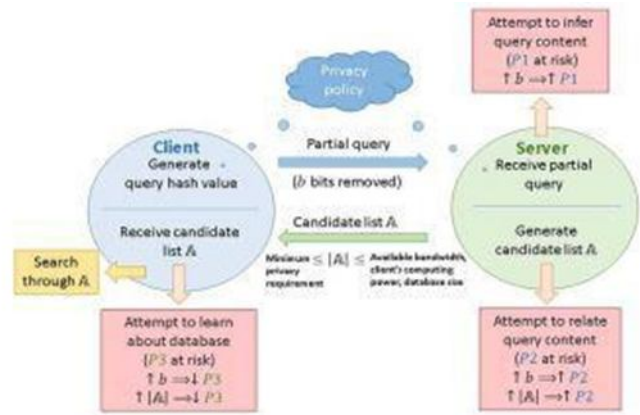 Attempt to infer
query content
(P1 at risk)
↑ b ⟹↑ P1
Privacy
policy
Client
Generate
query hash value
Partial query
(b bits removed)
Server
Receive partial
query
Receive candidate
list 𝔸
Candidate list 𝔸
Minimum
privacy
requirement
≤ |𝔸| ≤
Available bandwidth,
client's computing
power, database size
Generate
candidate list 𝔸
Search
through 𝔸
Attempt to learn
about database
(P3 at risk)
↑ b ⟹↓ P3
↑ |𝔸| ⟹↓ P3
Attempt to relate
query content
(P2 at risk)
↑ b ⟹↑ P2
↑ |𝔸| ⟹↑ P2